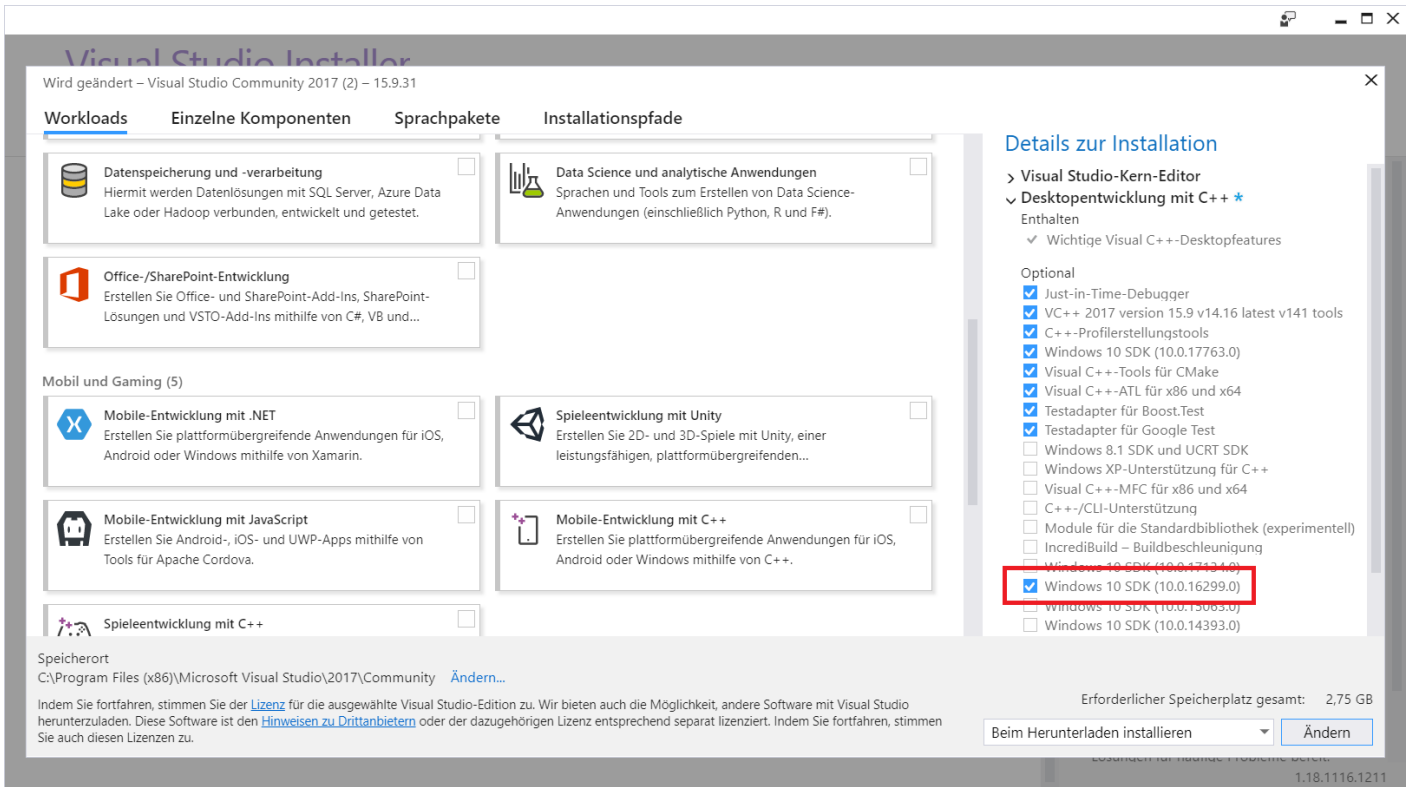 Visual Studio Installer
Wird geändert – Visual Studio Community 2017 (2) – 15.9.31
Workloads
Einzelne Komponenten
Sprachpakete
Installationspfade
Datenspeicherung und -verarbeitung
Hiermit werden Datenlösungen mit SQL Server, Azure Data
Lake oder Hadoop verbunden, entwickelt und getestet.
Data Science und analytische Anwendungen
Sprachen und Tools zum Erstellen von Data Science-
Anwendungen (einschließlich Python, R und F#).
Office-/SharePoint-Entwicklung
Erstellen Sie Office- und SharePoint-Add-Ins, SharePoint-
Lösungen und VSTO-Add-Ins mithilfe von C#, VB und...
Mobil und Gaming (5)
Mobile-Entwicklung mit .NET
Erstellen Sie plattformübergreifende Anwendungen für iOS,
Android oder Windows mithilfe von Xamarin.
Spieleentwicklung mit Unity
Erstellen Sie 2D- und 3D-Spiele mit Unity, einer
leistungsfähigen, plattformübergreifenden...
Mobile-Entwicklung mit JavaScript
Erstellen Sie Android-, iOS- und UWP-Apps mithilfe von
Tools für Apache Cordova.
Mobile-Entwicklung mit C++
Erstellen Sie plattformübergreifende Anwendungen für iOS,
Android oder Windows mithilfe von C++.
Spieleentwicklung mit C++
Details zur Installation
Visual Studio-Kern-Editor
Desktopentwicklung mit C++ *
Enthalten
Wichtige Visual C++-Desktopfeatures
Optional
Just-in-Time-Debugger
VC++ 2017 version 15.9 v14.16 latest v141 tools
C++-Profilerstellungstools
Windows 10 SDK (10.0.17763.0)
Visual C++-Tools für CMake
Visual C++-ATL für x86 und x64
Testadapter für Boost.Test
Testadapter für Google Test
Windows 8.1 SDK und UCRT SDK
Windows XP-Unterstützung für C++
Visual C++-MFC für x86 und x64
C++-/CLI-Unterstützung
Module für die Standardbibliothek (experimentell)
IncrediBuild – Buildbeschleunigung
Windows 10 SDK (10.0.17134.0)
Windows 10 SDK (10.0.16299.0)
Windows 10 SDK (10.0.15063.0)
Windows 10 SDK (10.0.14393.0)
Speicherort
C:\Program Files (x86)\Microsoft Visual Studio\2017\Community Ändern...
Indem Sie fortfahren, stimmen Sie der Lizenz für die ausgewählte Visual Studio-Edition zu. Wir bieten auch die Möglichkeit, andere Software mit Visual Studio
herunterzuladen. Diese Software ist den Hinweisen zu Drittanbietern oder der dazugehörigen Lizenz entsprechend separat lizenziert. Indem Sie fortfahren, stimmen
Sie auch diesen Lizenzen zu.
Erforderlicher Speicherplatz gesamt: 2,75 GB
Beim Herunterladen installieren
Ändern
Lösungen für häufige Probleme bereit.
1.18.1116.1211